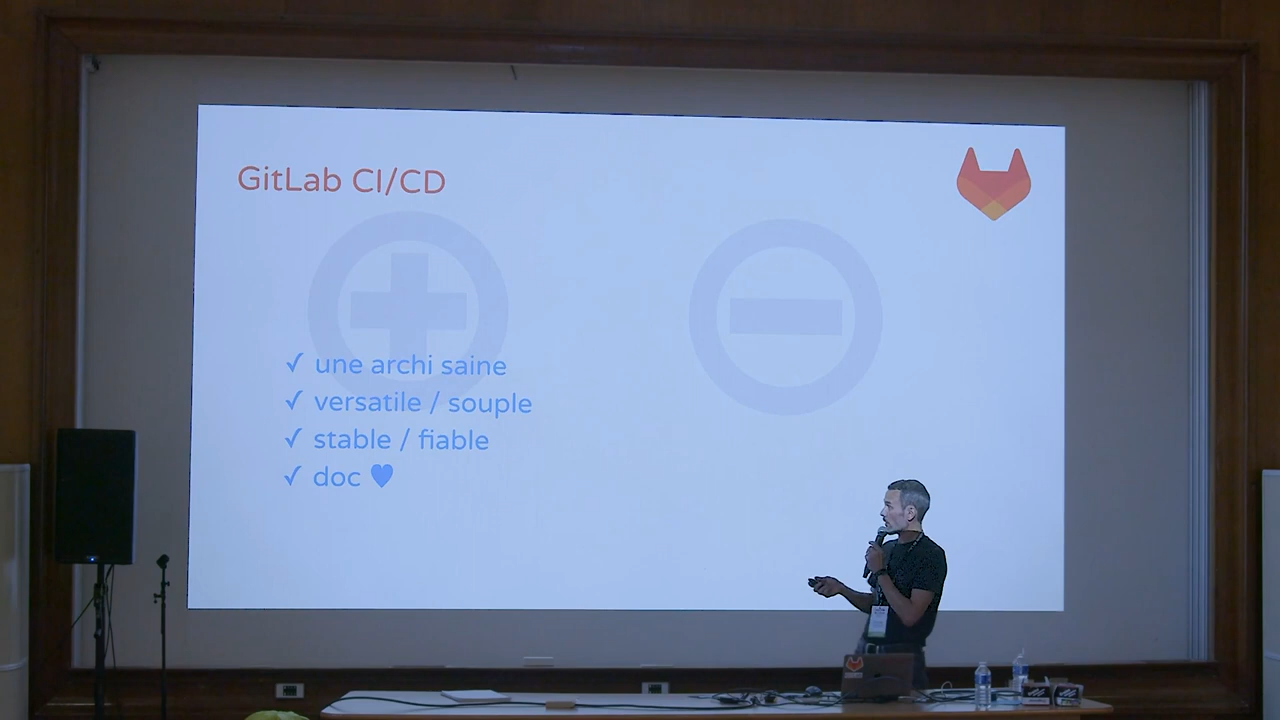 GitLab CI/CD
✓ une archi saine
✓ versatile / souple
✓ stable / fiable
✓ doc ♥